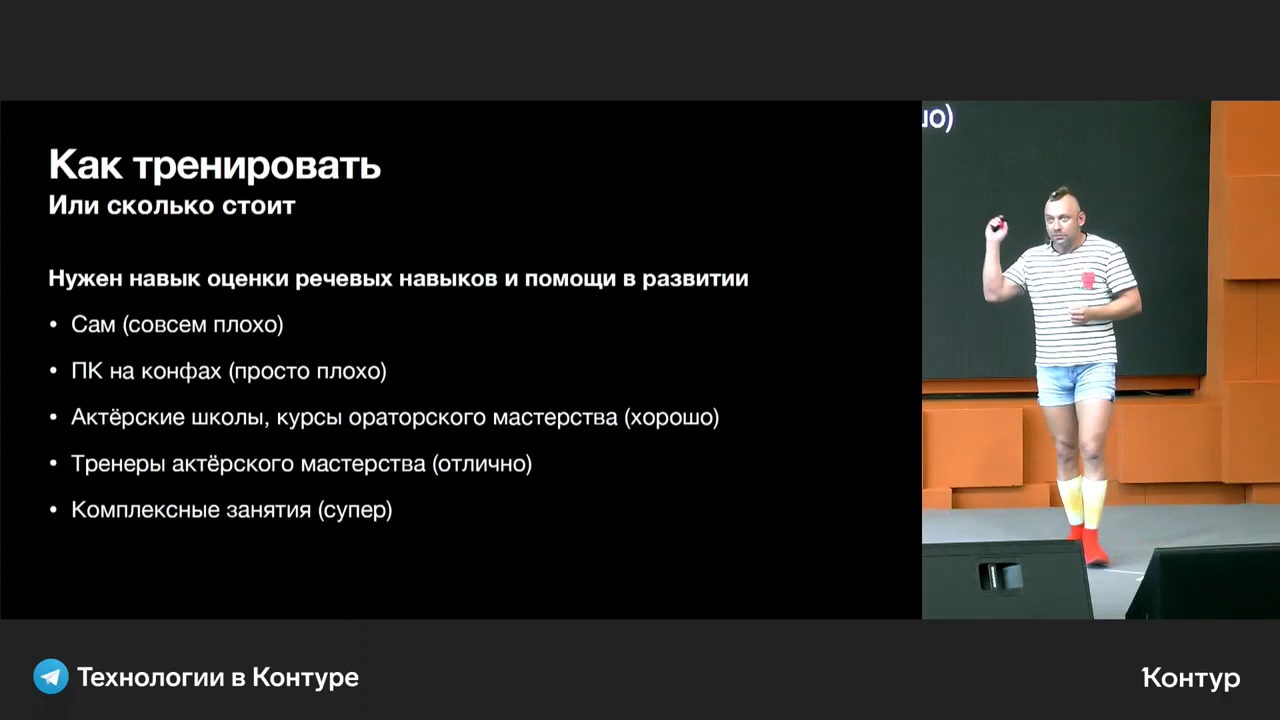 Как тренировать
Или сколько стоит
Нужен навык оценки речевых навыков и помощи в развитии
• Сам (совсем плохо)
• ПК на конфах (просто плохо)
• Актёрские школы, курсы ораторского мастерства (хорошо)
• Тренеры актёрского мастерства (отлично)
• Комплексные занятия (супер)
шо)
Технологии в Контуре
Контур